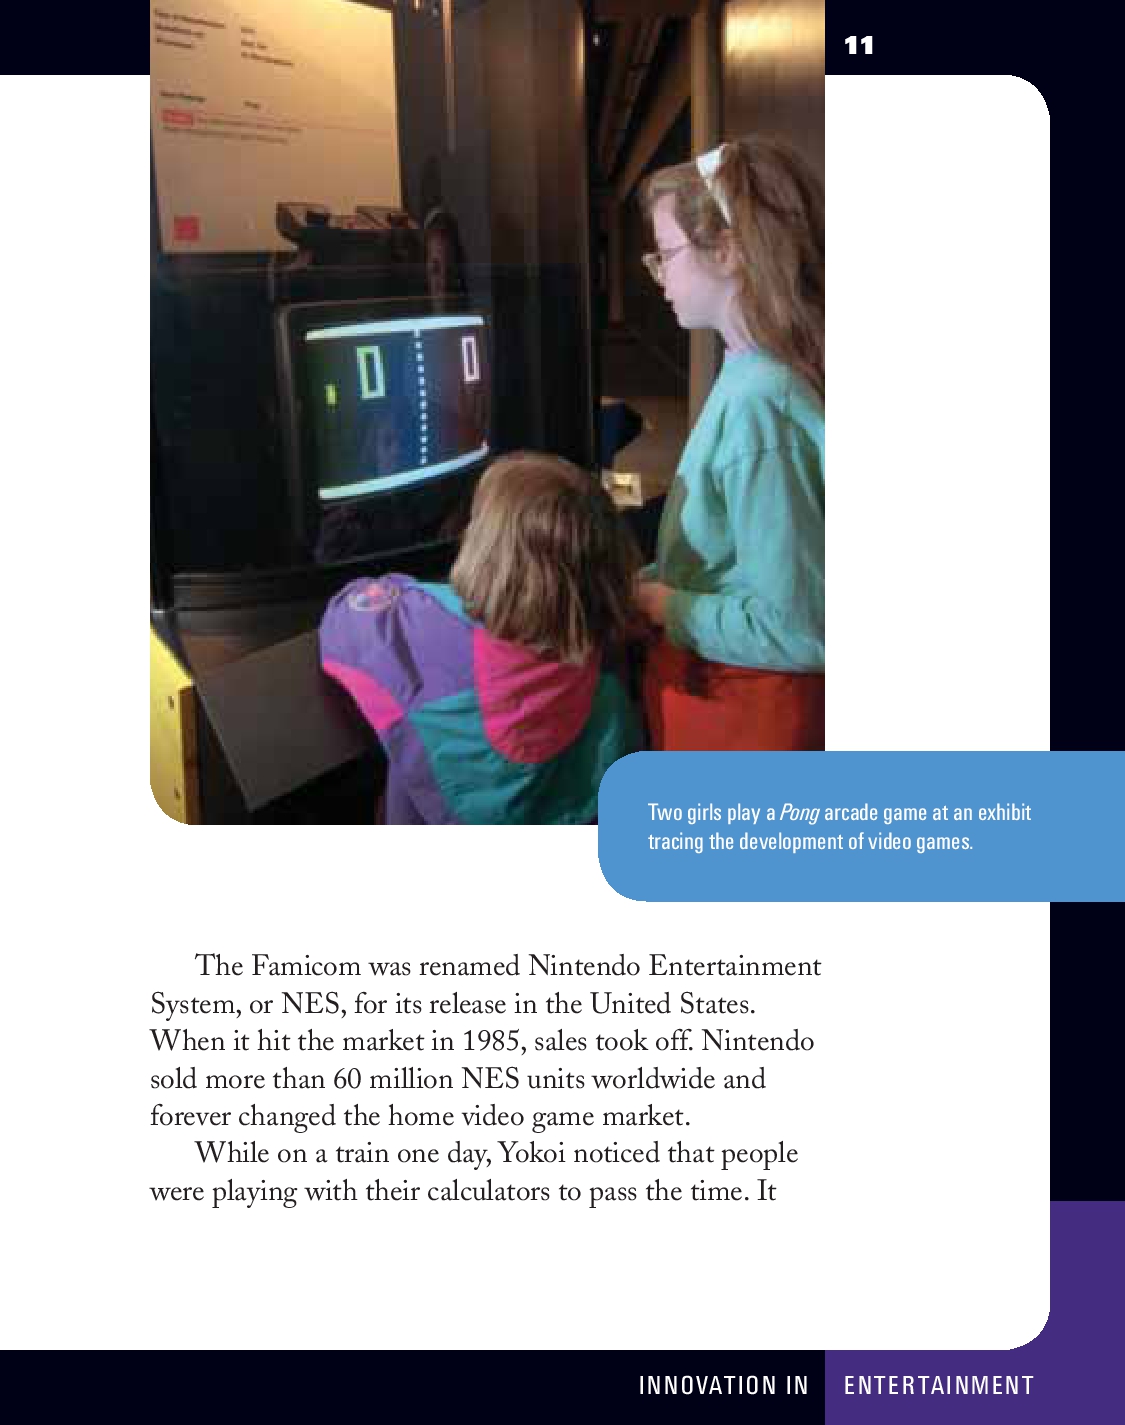 11
Two girls play a Pong arcade game at an exhibit
tracing the development of video games.
The Famicom was renamed Nintendo Entertainment
System, or NES, for its release in the United States.
When it hit the market in 1985, sales took off. Nintendo
sold more than 60 million NES units worldwide and
forever changed the home video game market.
While on a train one day, Yokoi noticed that people
were playing with their calculators to pass the time. It
INNOVATION IN ENTERTAINMENT